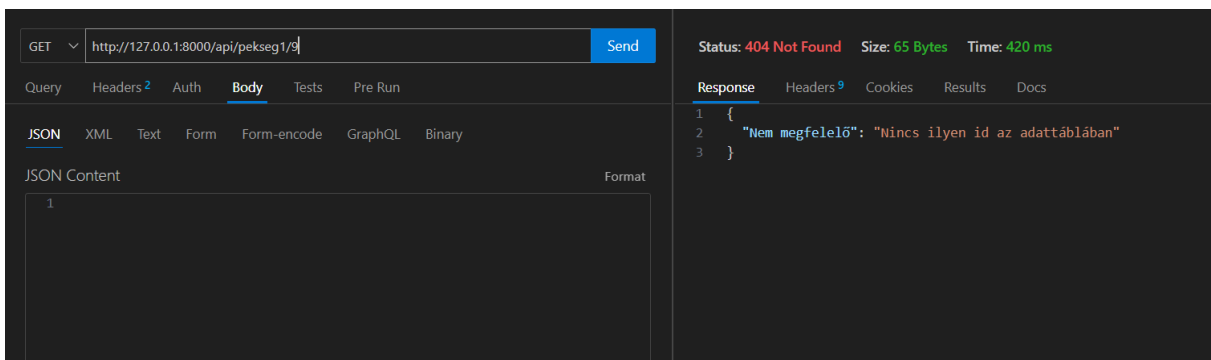 GET http://127.0.0.1:8000/api/pekseg1/9 Send
Query Headers 2 Auth Body Tests Pre Run
JSON XML Text Form Form-encode GraphQL Binary
JSON Content Format
1
Status: 404 Not Found Size: 65 Bytes Time: 420 ms
Response Headers 9 Cookies Results Docs
1 {
2 "Nem megfelelő": "Nincs ilyen id az adattáblában"
3 }